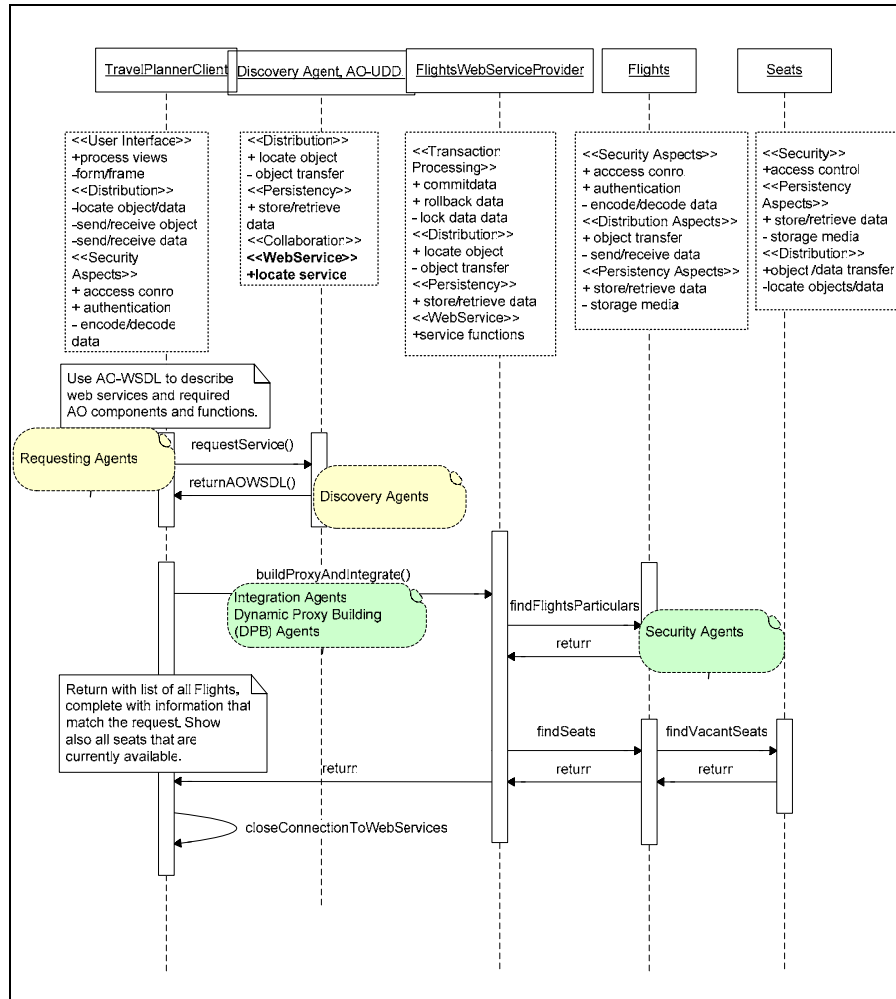 TravelPlannerClient
Discovery Agent, AO-UDD
FlightsWebServiceProvider
Flights
Seats
<<User Interface>>
+process views
-form/frame
<<Distribution>>
-locate object/data
-send/receive object
-send/receive data
<<Security
Aspects>>
+ acccess conro
+ authentication
- encode/decode
data
<<Distribution>>
+ locate object
- object transfer
<<Persistency>>
+ store/retrieve
data
<<Collaboration>>
<<WebService>>
+locate service
<<Transaction
Processing>>
+ commitdata
+ rollback data
- lock data data
<<Distribution>>
+ locate object
- object transfer
<<Persistency>>
+ store/retrieve data
<<WebService>>
+service functions
<<Security Aspects>>
+ acccess conro
+ authentication
- encode/decode data
<<Distribution Aspects>>
+ object transfer
- send/receive data
<<Persistency Aspects>>
+ store/retrieve data
- storage media
<<Security>>
+access control
<<Persistency
Aspects>>
+ store/retrieve data
- storage media
<<Distribution>>
+object /data transfer
-locate objects/data
Use AO-WSDL to describe
web services and required
AO components and functions.
Requesting Agents
requestService()
returnAOWSDL()
Discovery Agents
buildProxyAndIntegrate()
Integration Agents
Dynamic Proxy Building
(DPB) Agents
findFlightsParticulars
return
Security Agents
Return with list of all Flights,
complete with information that
match the request. Show
also all seats that are
currently available.
findSeats
findVacantSeats
return
return
return
closeConnectionToWebServices